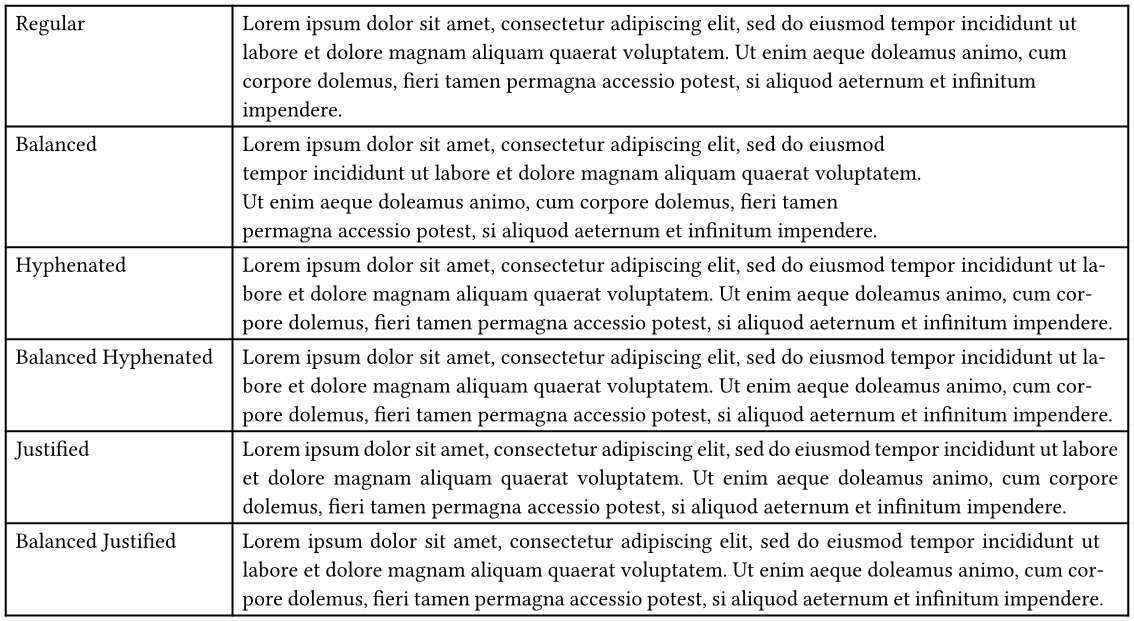 Regular
Lorem ipsum dolor sit amet, consectetur adipiscing elit, sed do eiusmod tempor incididunt ut
labore et dolore magnam aliquam quaerat voluptatem. Ut enim aeque doleamus animo, cum
corpore dolemus, fieri tamen permagna accessio potest, si aliquod aeternum et infinitum
impendere.
Balanced
Lorem ipsum dolor sit amet, consectetur adipiscing elit, sed do eiusmod
tempor incididunt ut labore et dolore magnam aliquam quaerat voluptatem.
Ut enim aeque doleamus animo, cum corpore dolemus, fieri tamen
permagna accessio potest, si aliquod aeternum et infinitum impendere.
Hyphenated
Lorem ipsum dolor sit amet, consectetur adipiscing elit, sed do eiusmod tempor incididunt ut la-
bore et dolore magnam aliquam quaerat voluptatem. Ut enim aeque doleamus animo, cum cor-
pore dolemus, fieri tamen permagna accessio potest, si aliquod aeternum et infinitum impendere.
Balanced Hyphenated
Lorem ipsum dolor sit amet, consectetur adipiscing elit, sed do eiusmod tempor incididunt ut la-
bore et dolore magnam aliquam quaerat voluptatem. Ut enim aeque doleamus animo, cum cor-
pore dolemus, fieri tamen permagna accessio potest, si aliquod aeternum et infinitum impendere.
Justified
Lorem ipsum dolor sit amet, consectetur adipiscing elit, sed do eiusmod tempor incididunt ut labore
et dolore magnam aliquam quaerat voluptatem. Ut enim aeque doleamus animo, cum corpore
dolemus, fieri tamen permagna accessio potest, si aliquod aeternum et infinitum impendere.
Balanced Justified
Lorem ipsum dolor sit amet, consectetur adipiscing elit, sed do eiusmod tempor incididunt ut
labore et dolore magnam aliquam quaerat voluptatem. Ut enim aeque doleamus animo, cum cor-
pore dolemus, fieri tamen permagna accessio potest, si aliquod aeternum et infinitum impendere.